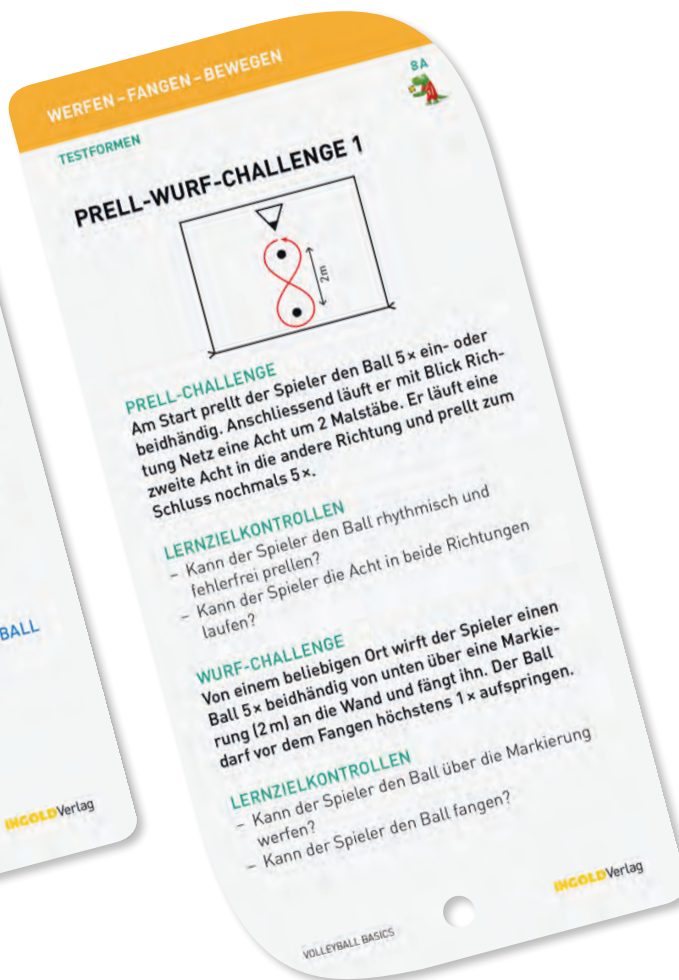 WERFEN – FANGEN – BEWEGEN
8A
TESTFORMEN
PRELL-WURF-CHALLENGE 1
2m
PRELL-CHALLENGE
Am Start prellt der Spieler den Ball 5 × ein- oder
beidhändig. Anschliessend läuft er mit Blick Rich-
tung Netz eine Acht um 2 Malstäbe. Er läuft eine
zweite Acht in die andere Richtung und prellt zum
Schluss nochmals 5 ×.
LERNZIELKONTROLLEN
– Kann der Spieler den Ball rhythmisch und
fehlerfrei prellen?
– Kann der Spieler die Acht in beide Richtungen
laufen?
WURF-CHALLENGE
Von einem beliebigen Ort wirft der Spieler einen
Ball 5 × beidhändig von unten über eine Markie-
rung (2 m) an die Wand und fängt ihn. Der Ball
darf vor dem Fangen höchstens 1 × aufspringen.
LERNZIELKONTROLLEN
– Kann der Spieler den Ball über die Markierung
werfen?
– Kann der Spieler den Ball fangen?
VOLLEYBALL BASICS
INGOLDVerlag
BALL
INGOLDVerlag